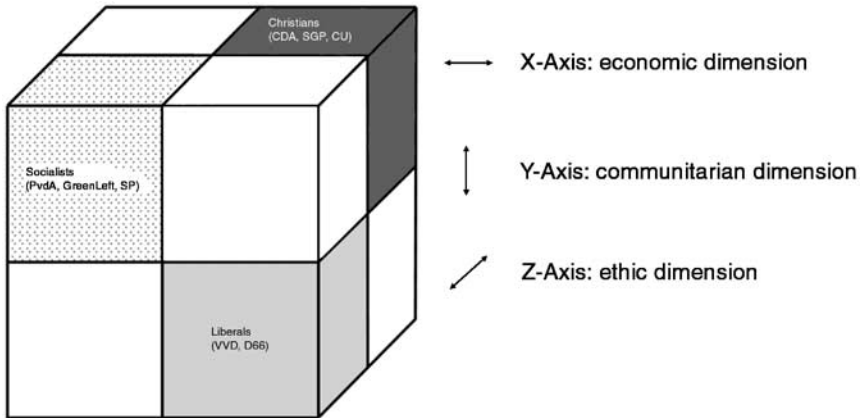 Christians
(CDA, SGP, CU)
X-Axis: economic dimension
Socialists
(PvdA, GreenLeft, SP)
Y-Axis: communitarian dimension
Z-Axis: ethic dimension
Liberals
(VVD, D66)